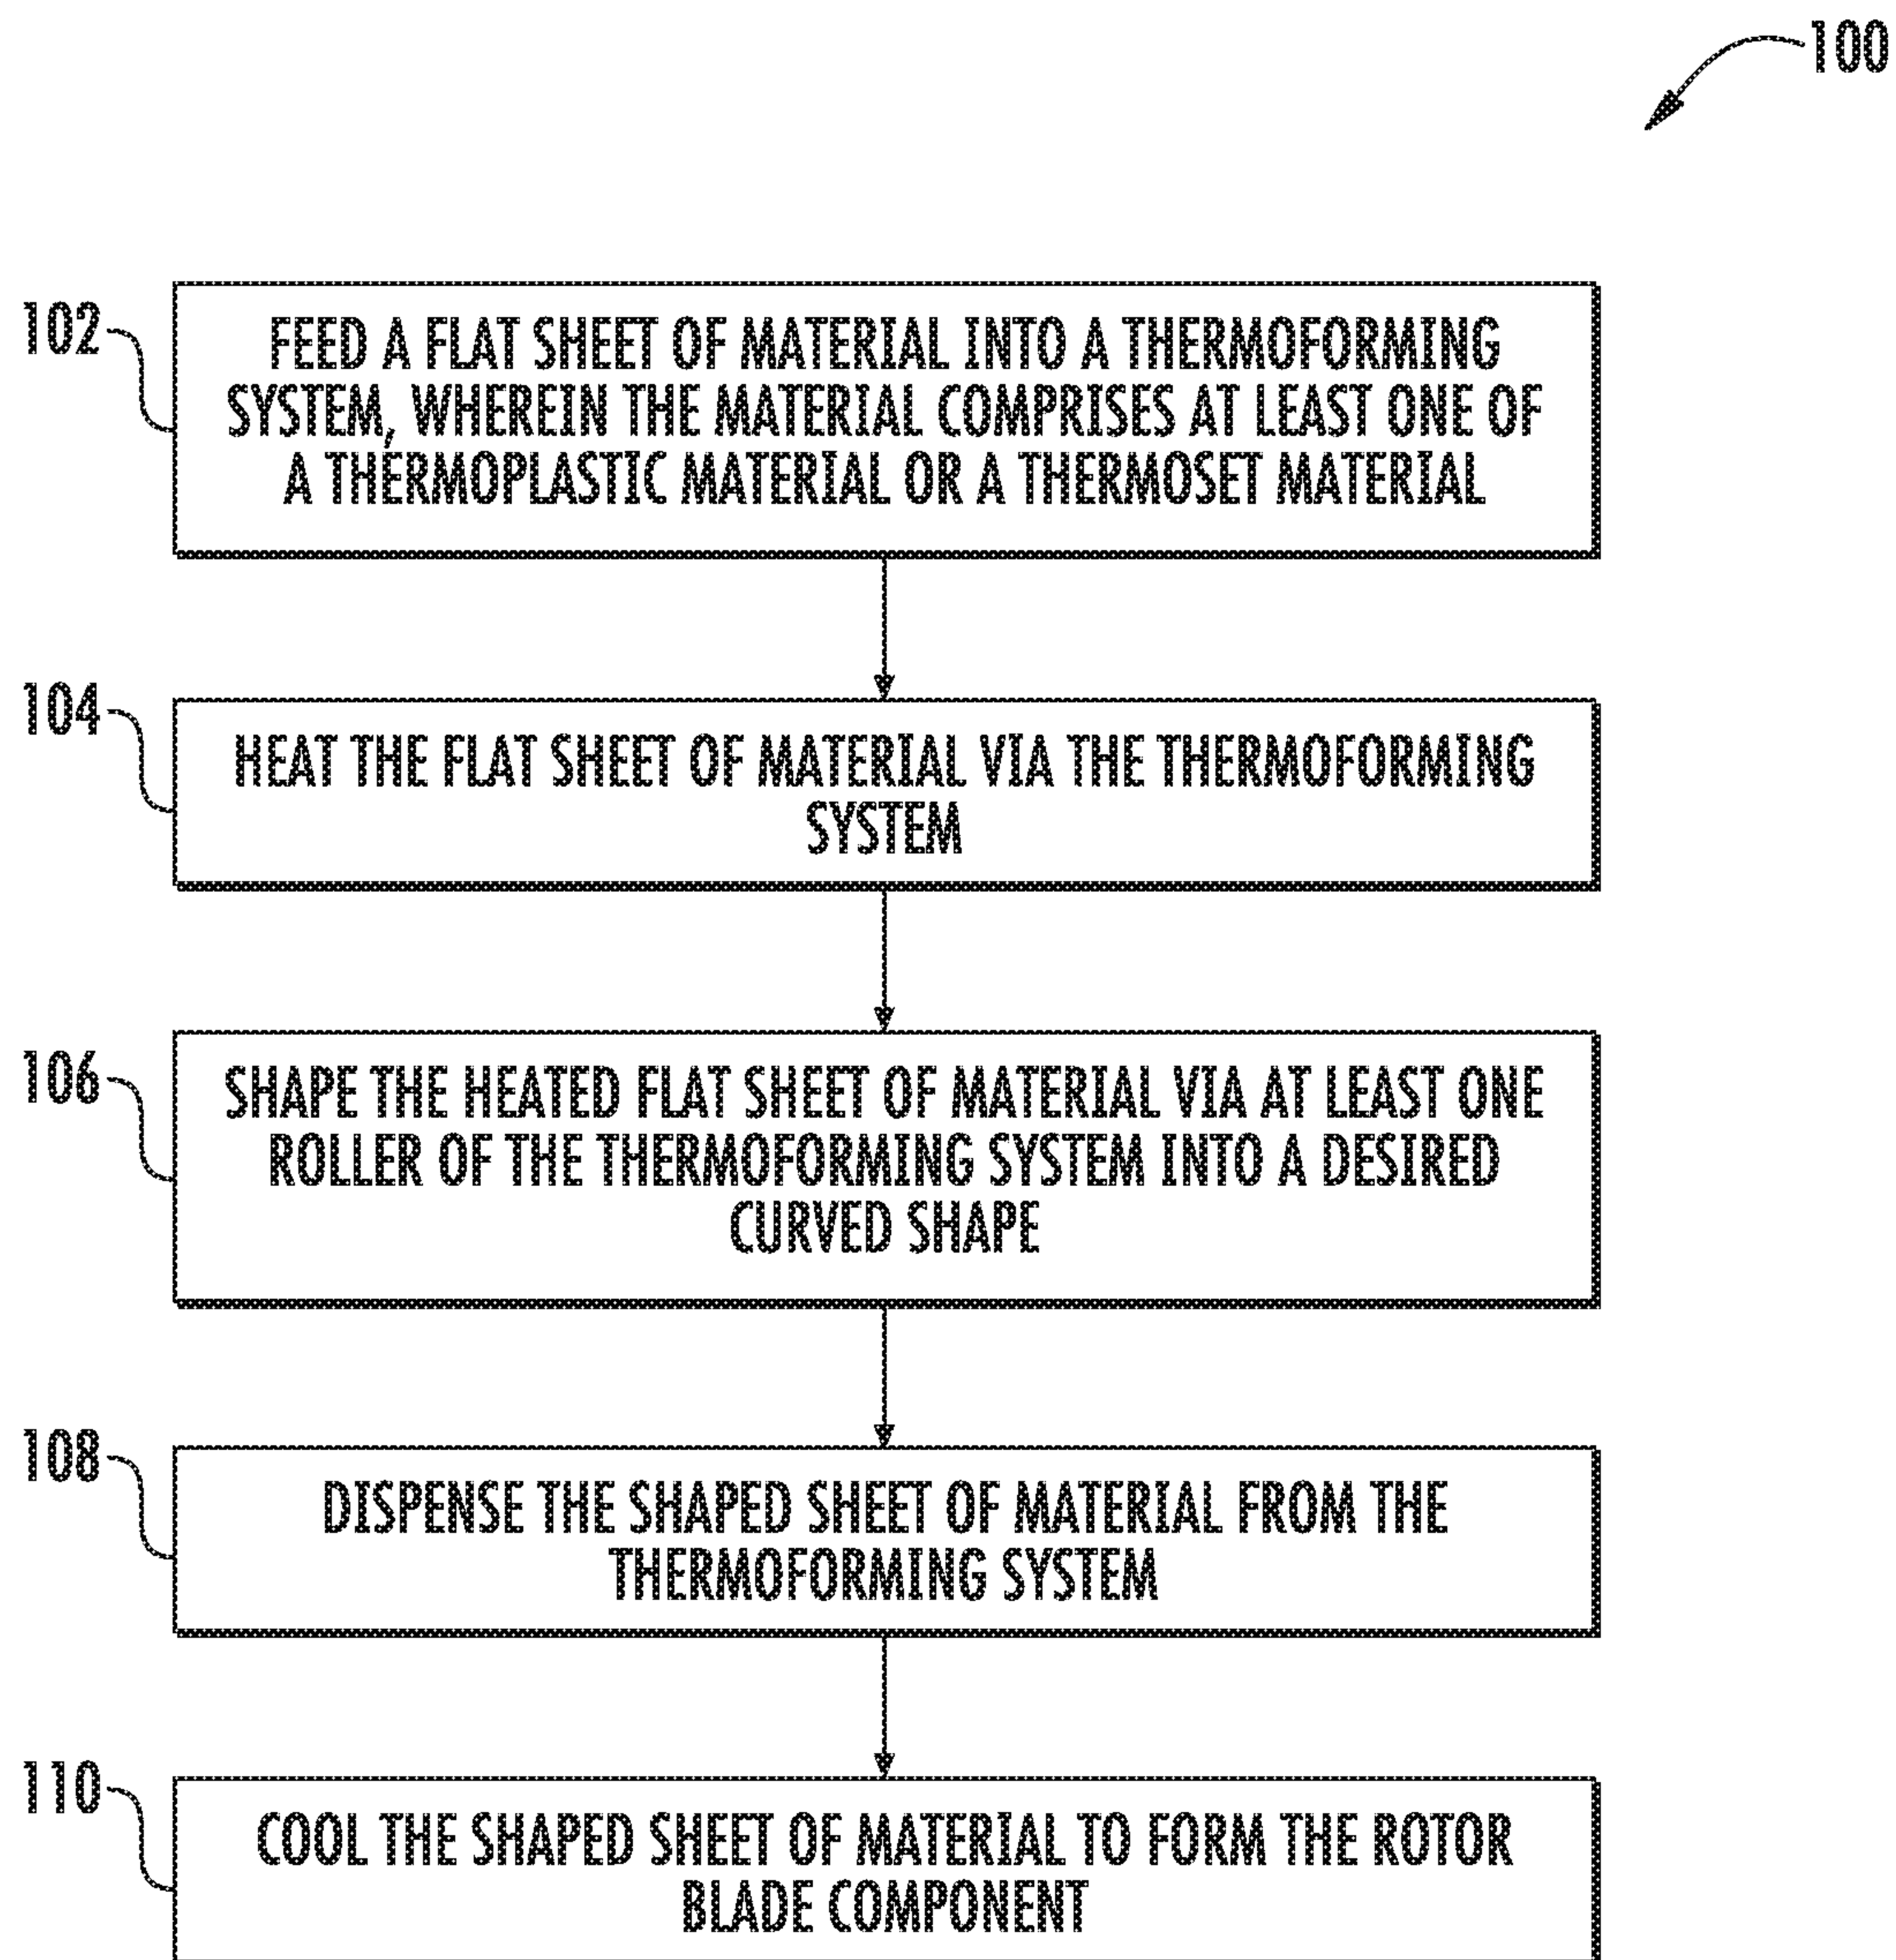 100
102
FEED A FLAT SHEET OF MATERIAL INTO A THERMOFORMING
SYSTEM, WHEREIN THE MATERIAL COMPRISES AT LEAST ONE OF
A THERMOPLASTIC MATERIAL OR A THERMOSET MATERIAL
104
HEAT THE FLAT SHEET OF MATERIAL VIA THE THERMOFORMING
SYSTEM
106
SHAPE THE HEATED FLAT SHEET OF MATERIAL VIA AT LEAST ONE
ROLLER OF THE THERMOFORMING SYSTEM INTO A DESIRED
CURVED SHAPE
108
DISPENSE THE SHAPED SHEET OF MATERIAL FROM THE
THERMOFORMING SYSTEM
110
COOL THE SHAPED SHEET OF MATERIAL TO FORM THE ROTOR
BLADE COMPONENT